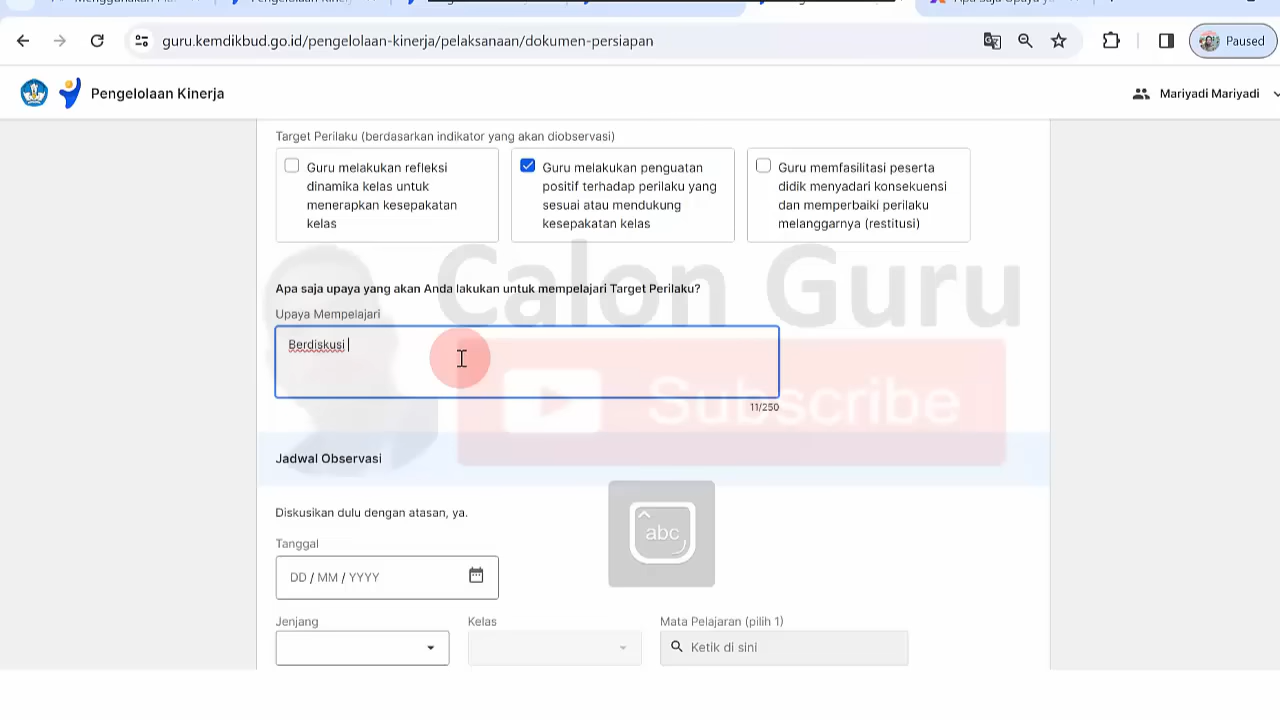 guru.kemdikbud.go.id/pengelolaan-kinerja/pelaksanaan/dokumen-persiapan
Paused
Pengelolaan Kinerja
Mariyadi Mariyadi
Target Perilaku (berdasarkan indikator yang akan diobservasi)
Guru melakukan refleksi
dinamika kelas untuk
menerapkan kesepakatan
kelas
Guru melakukan penguatan
positif terhadap perilaku yang
sesuai atau mendukung
kesepakatan kelas
Guru memfasilitasi peserta
didik menyadari konsekuensi
dan memperbaiki perilaku
melanggarnya (restitusi)
Calon Guru
Apa saja upaya yang akan Anda lakukan untuk mempelajari Target Perilaku?
Upaya Mempelajari
Berdiskusi
Subscribe
11/250
Jadwal Observasi
Diskusikan dulu dengan atasan, ya.
abc
Tanggal
DD / MM / YYYY
Jenjang
Kelas
Mata Pelajaran (pilih 1)
Ketik di sini